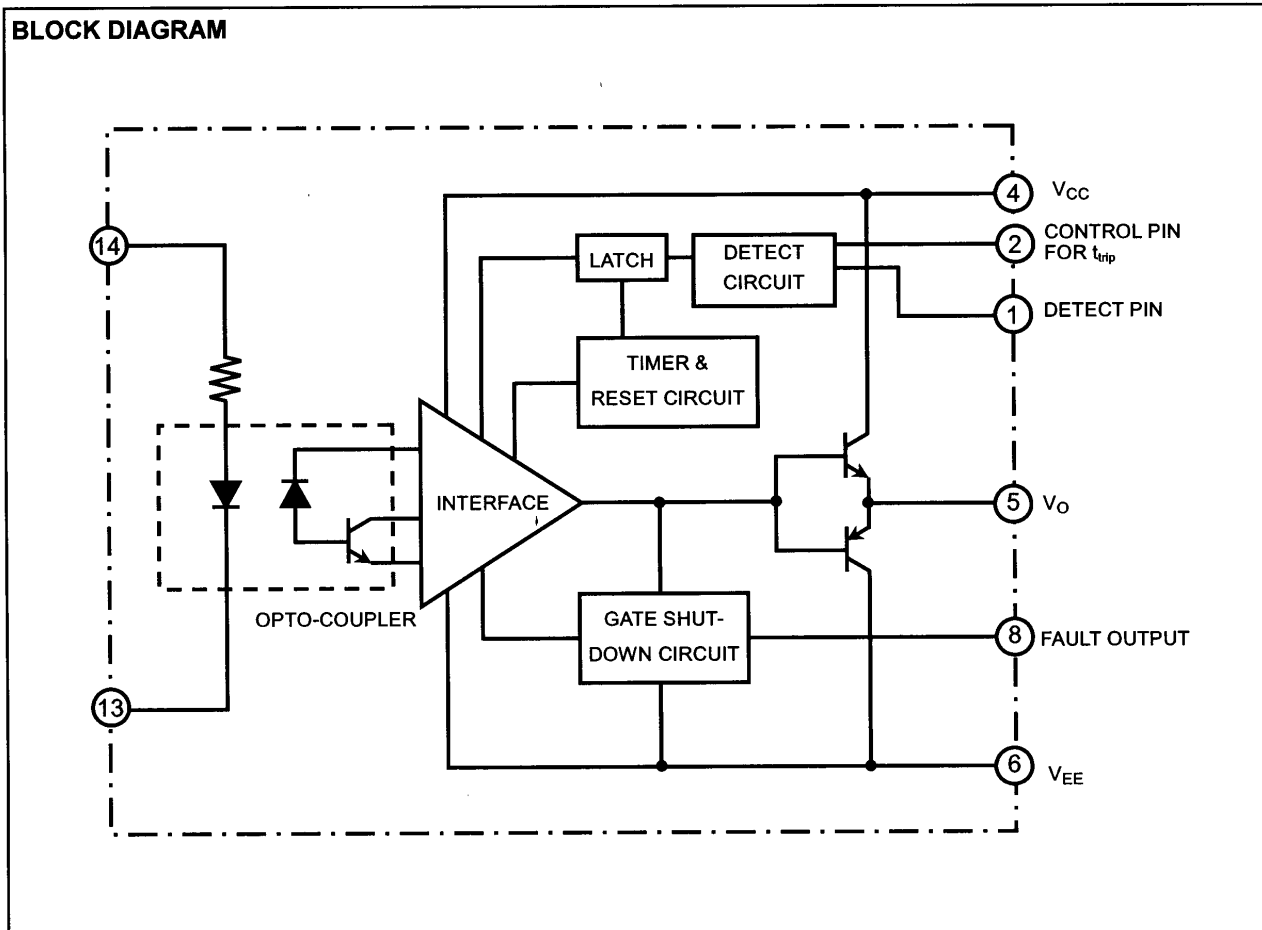 BLOCK DIAGRAM
14
4
VCC
2
CONTROL PIN
FOR ttrip
LATCH
DETECT
CIRCUIT
1
DETECT PIN
TIMER &
RESET CIRCUIT
INTERFACE
5
VO
OPTO-COUPLER
GATE SHUT-
DOWN CIRCUIT
8
FAULT OUTPUT
13
6
VEE